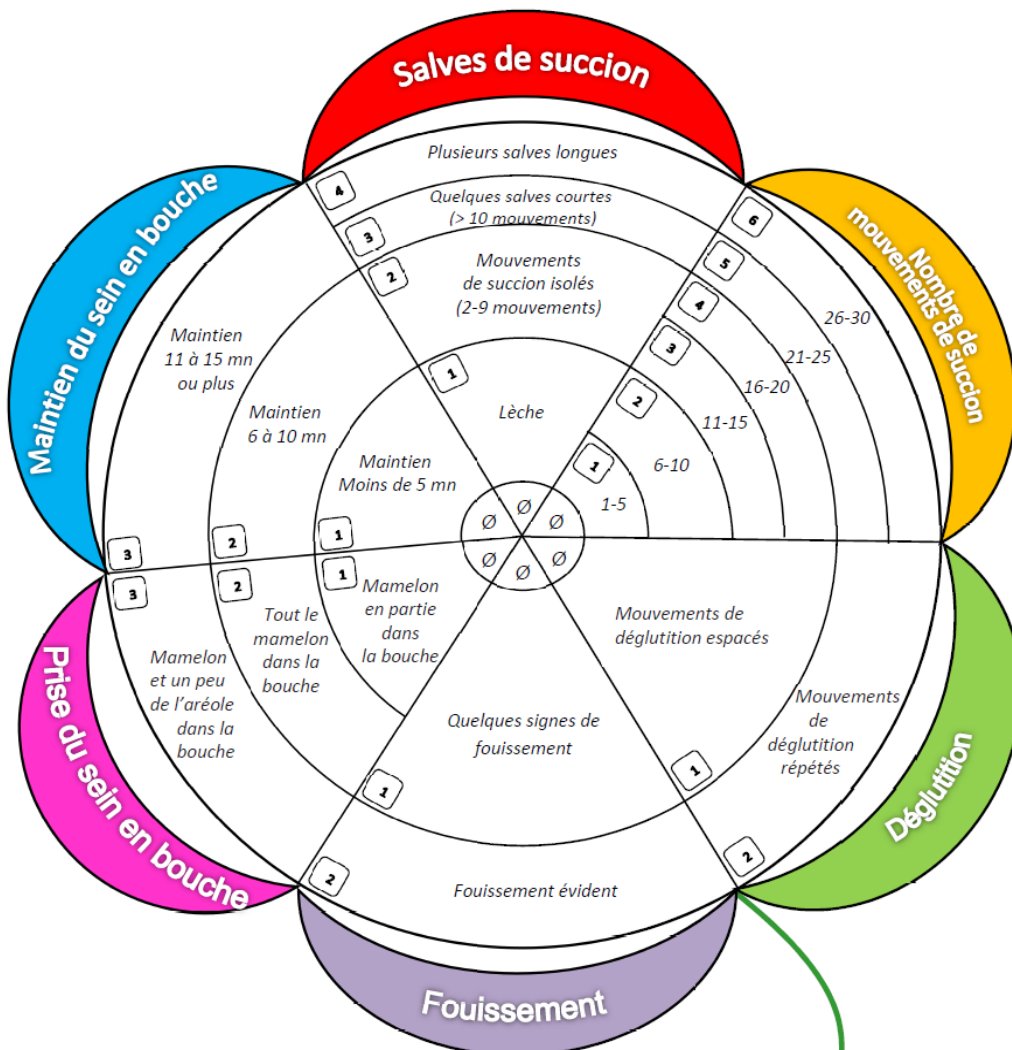 Salves de succion
Plusieurs salves longues
4
Quelques salves courtes
(> 10 mouvements)
3
Mouvements
de succion isolés
(2-9 mouvements)
2
Lèche
1
Ø
Nombre de
mouvements de succion
6
26-30
5
21-25
4
16-20
3
11-15
2
6-10
1
1-5
Ø
Déglutition
Mouvements de
déglutition espacés
1
Mouvements
de
déglutition
répétés
2
Ø
Fouissement
Quelques signes de
fouissement
1
Fouissement évident
2
Ø
Prise du sein en bouche
Mamelon
en partie
dans
la bouche
1
Tout le
mamelon
dans la
bouche
2
Mamelon
et un peu
de l’aréole
dans la
bouche
3
Ø
Maintien du sein en bouche
Maintien
11 à 15 mn
ou plus
3
Maintien
6 à 10 mn
2
Maintien
Moins de 5 mn
1
Ø